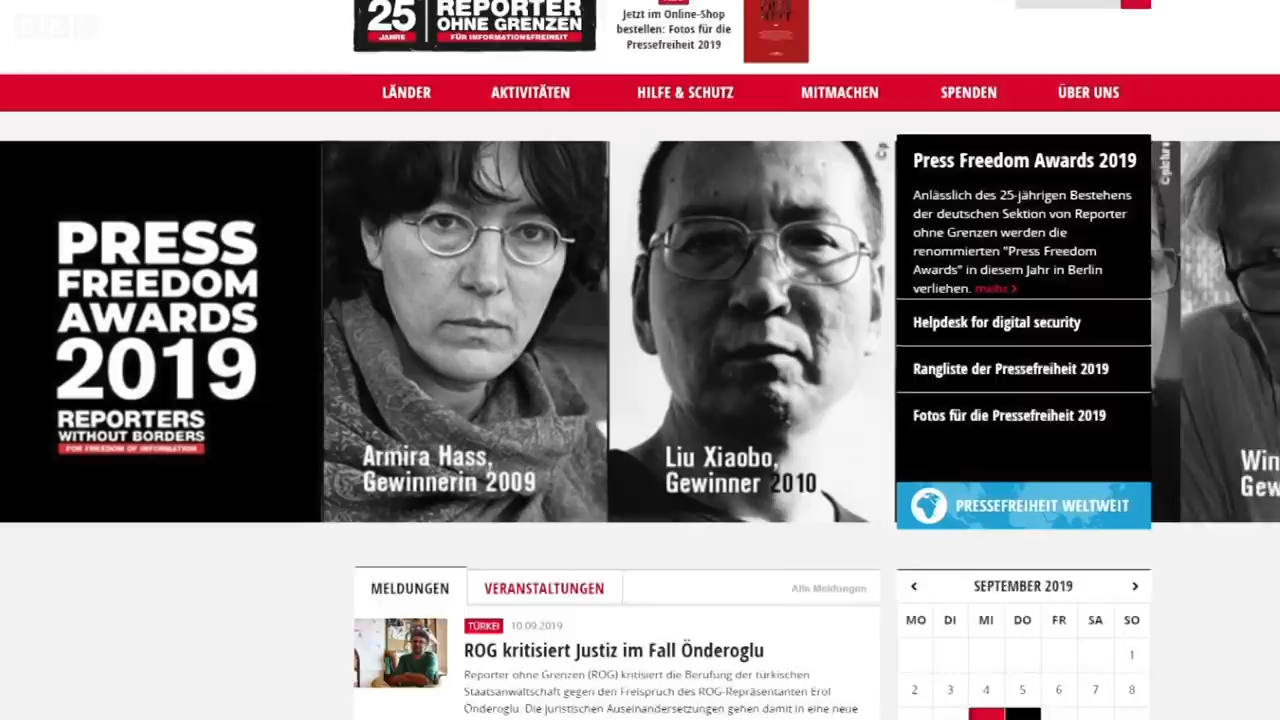 25
JAHRE
REPORTER
OHNE GRENZEN
FÜR INFORMATIONSFREIHEIT
Jetzt im Online-Shop
bestellen: Fotos für die
Pressefreiheit 2019
LÄNDER
AKTIVITÄTEN
HILFE & SCHUTZ
MITMACHEN
SPENDEN
ÜBER UNS
PRESS
FREEDOM
AWARDS
2019
REPORTERS
WITHOUT BORDERS
FOR FREEDOM OF INFORMATION
Armira Hass,
Gewinnerin 2009
Liu Xiaobo,
Gewinner 2010
Press Freedom Awards 2019
Anlässlich des 25-jährigen Bestehens
der deutschen Sektion von Reporter
ohne Grenzen werden die
renommierten "Press Freedom
Awards" in diesem Jahr in Berlin
verliehen. mehr >
Helpdesk for digital security
Rangliste der Pressefreiheit 2019
Fotos für die Pressefreiheit 2019
PRESSEFREIHEIT WELTWEIT
Win
Gew
MELDUNGEN
VERANSTALTUNGEN
Alle Meldungen
TÜRKEI 10.09.2019
ROG kritisiert Justiz im Fall Önderoglu
Reporter ohne Grenzen (ROG) kritisiert die Berufung der türkischen
Staatsanwaltschaft gegen den Freispruch des ROG-Repräsentanten Erol
Önderoglu. Die juristischen Auseinandersetzungen gehen damit in eine neue
< SEPTEMBER 2019 >
MO DI MI DO FR SA SO
1
2 3 4 5 6 7 8